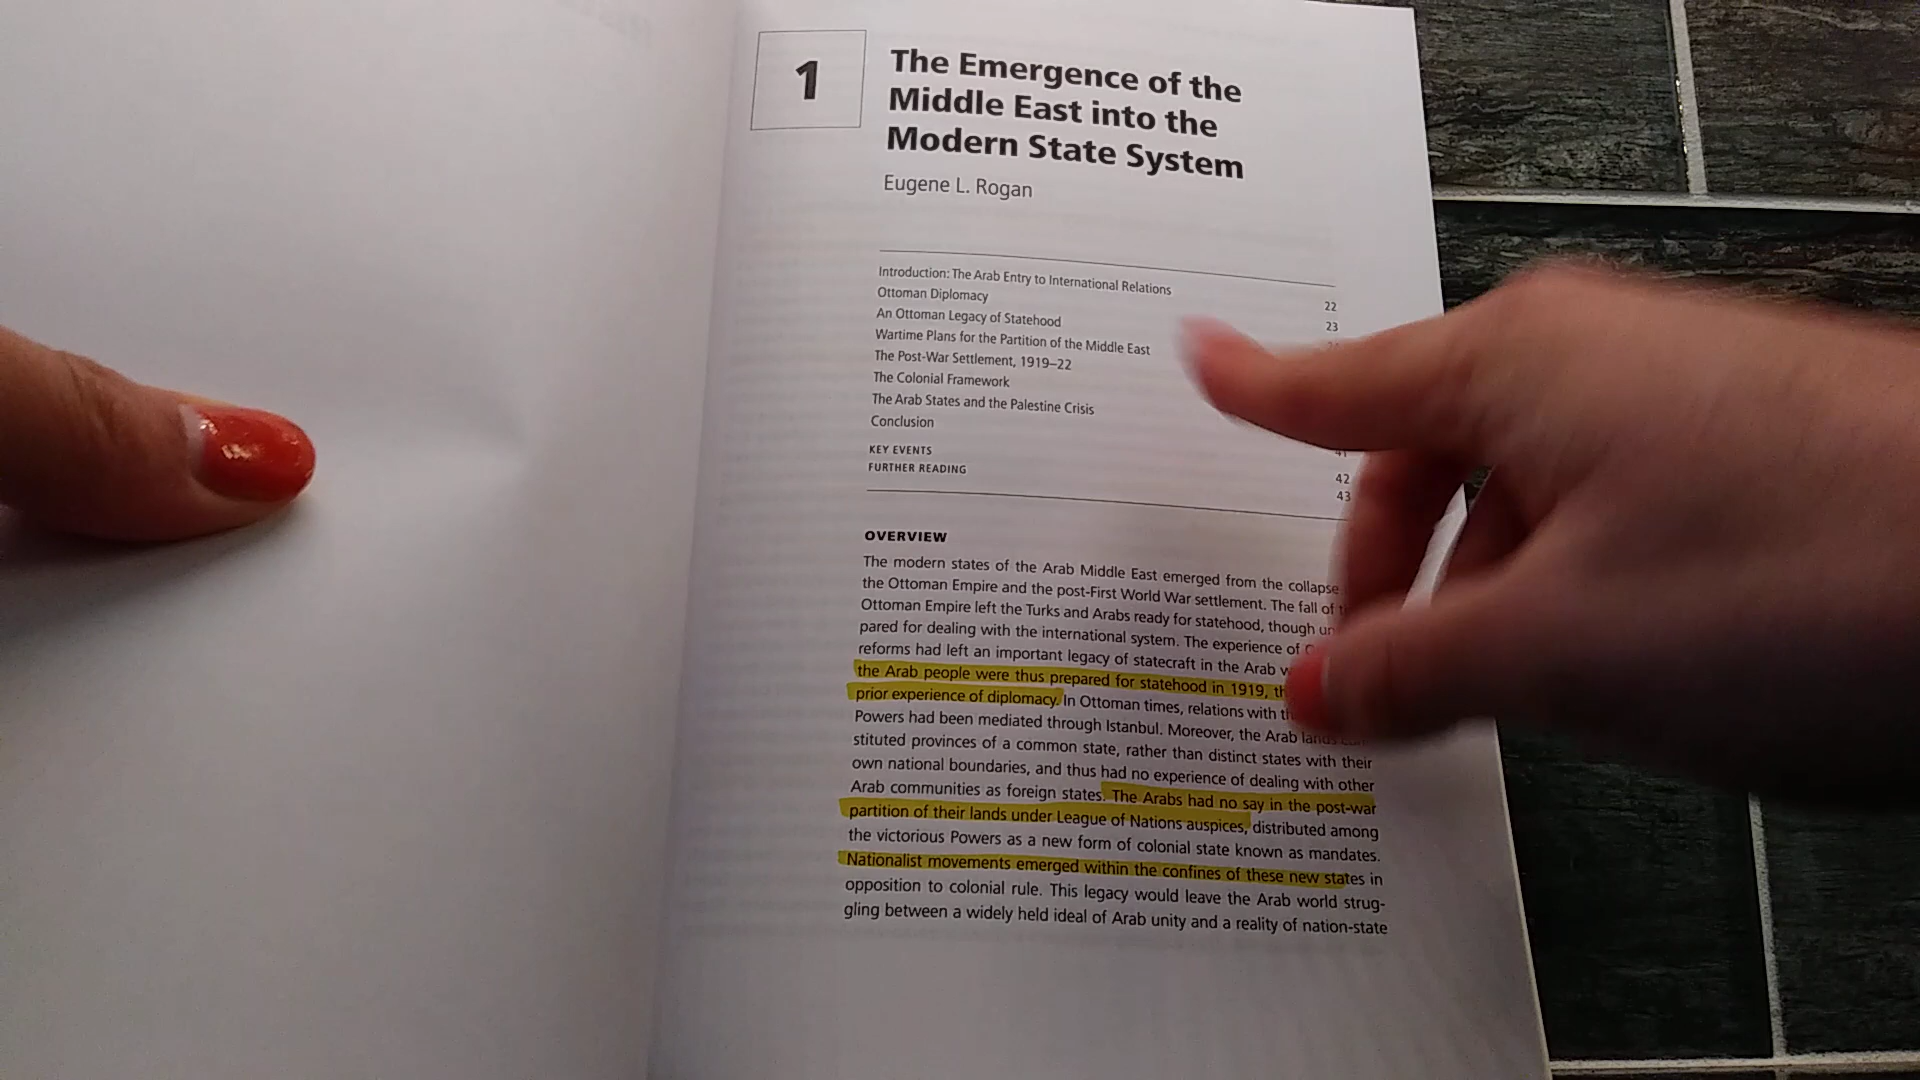 1
The Emergence of the
Middle East into the
Modern State System
Eugene L. Rogan
Introduction: The Arab Entry to International Relations 22
Ottoman Diplomacy 23
An Ottoman Legacy of Statehood
Wartime Plans for the Partition of the Middle East
The Post-War Settlement, 1919–22
The Colonial Framework
The Arab States and the Palestine Crisis
Conclusion 41
KEY EVENTS 42
FURTHER READING 43
OVERVIEW
The modern states of the Arab Middle East emerged from the collapse
the Ottoman Empire and the post-First World War settlement. The fall of
Ottoman Empire left the Turks and Arabs ready for statehood, though un
pared for dealing with the international system. The experience of
reforms had left an important legacy of statecraft in the Arab
the Arab people were thus prepared for statehood in 1919,
prior experience of diplomacy. In Ottoman times, relations with
Powers had been mediated through Istanbul. Moreover, the Arab lands
stituted provinces of a common state, rather than distinct states with their
own national boundaries, and thus had no experience of dealing with other
Arab communities as foreign states. The Arabs had no say in the post-war
partition of their lands under League of Nations auspices, distributed among
the victorious Powers as a new form of colonial state known as mandates.
Nationalist movements emerged within the confines of these new states in
opposition to colonial rule. This legacy would leave the Arab world strug-
gling between a widely held ideal of Arab unity and a reality of nation-state